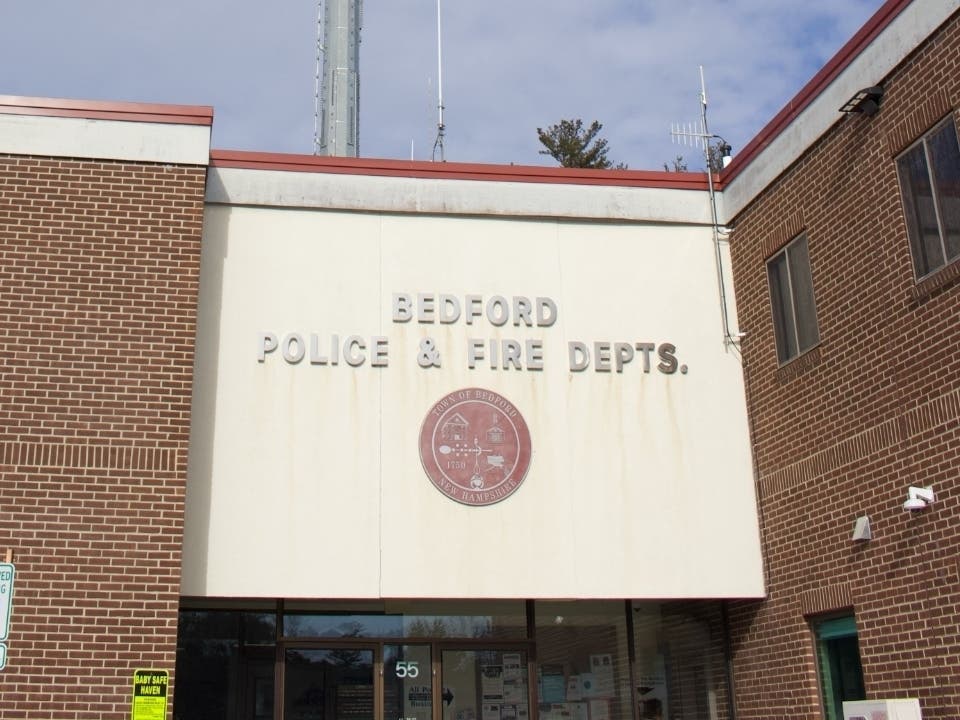 BEDFORD
POLICE & FIRE DEPTS.
TOWN OF BEDFORD
1750
NEW HAMPSHIRE
55
BABY SAFE
HAVEN